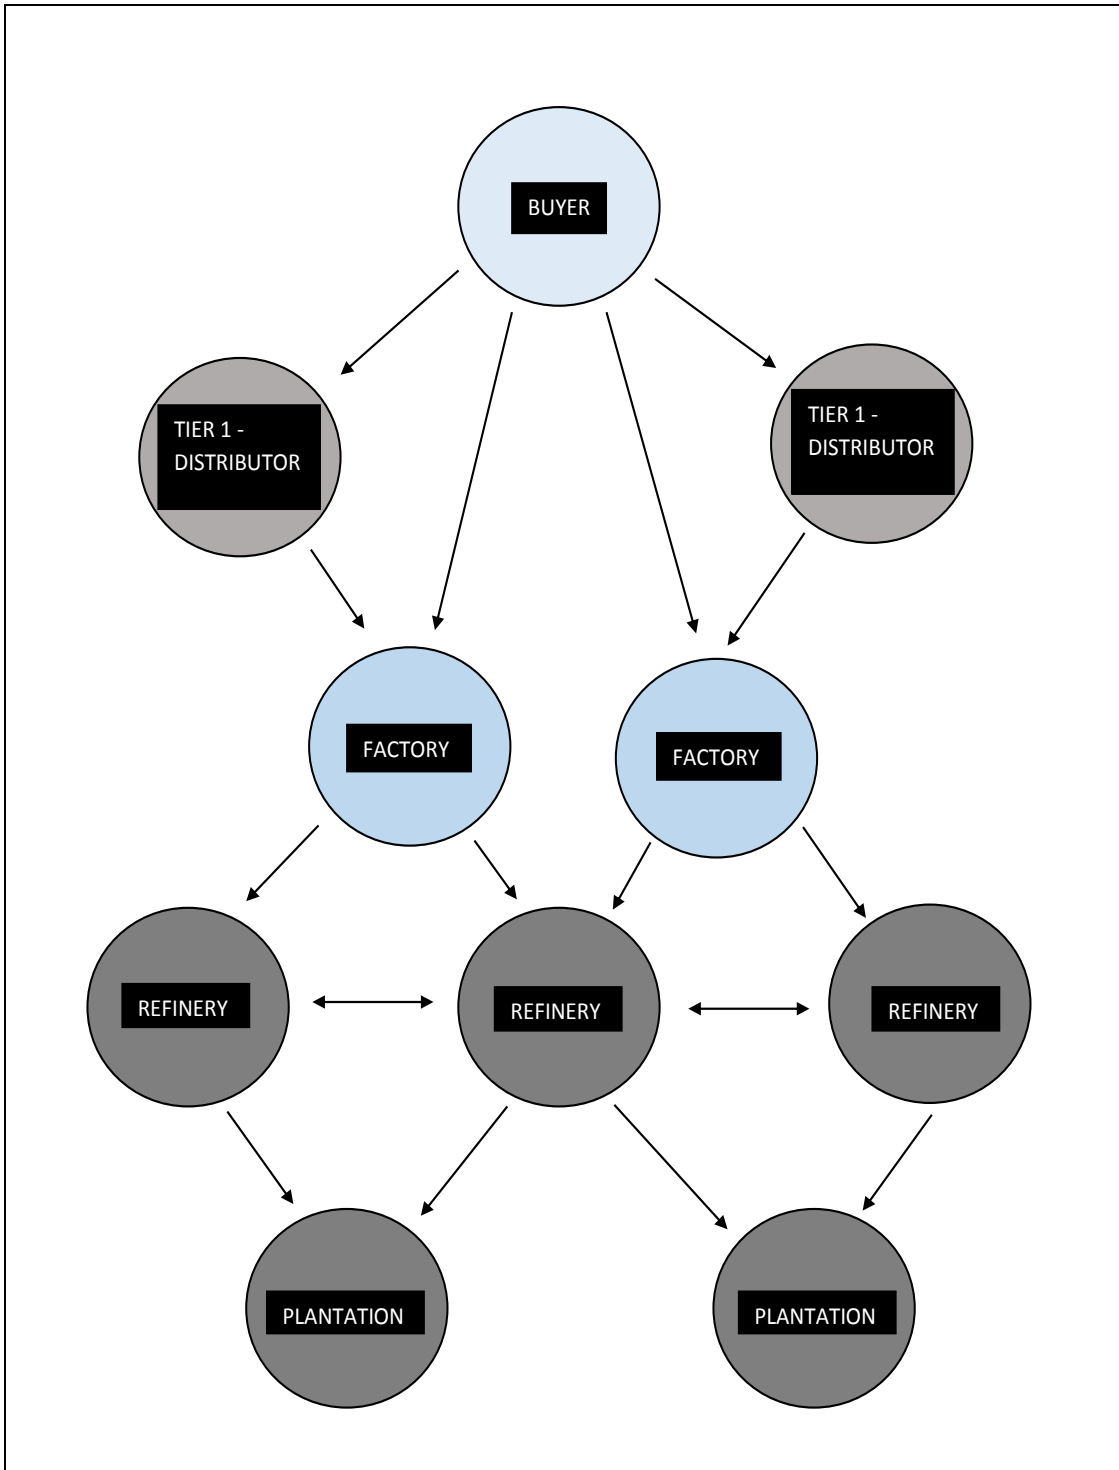 BUYER
TIER 1 -
DISTRIBUTOR
TIER 1 -
DISTRIBUTOR
FACTORY
FACTORY
REFINERY
REFINERY
REFINERY
PLANTATION
PLANTATION